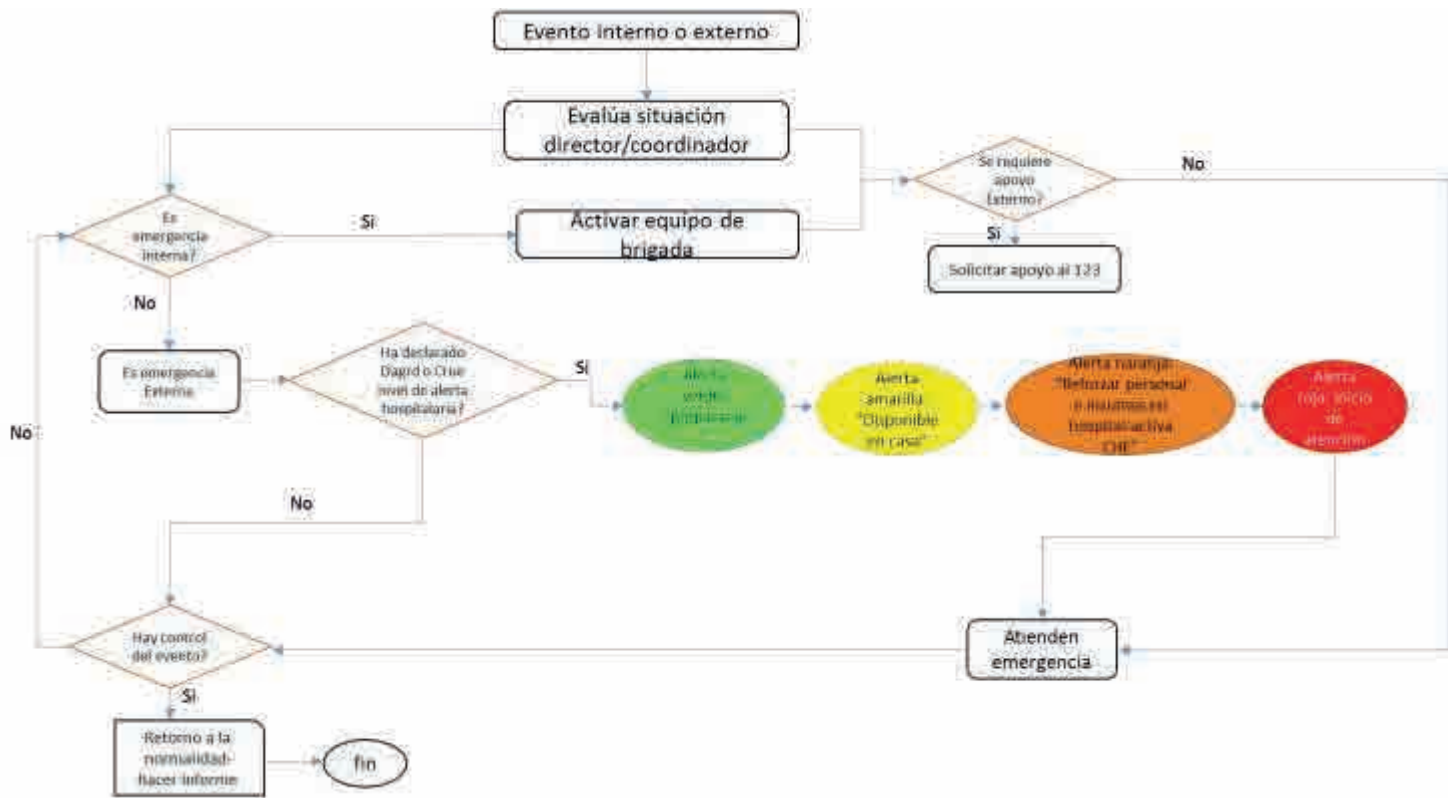 Evento Interno o externo
Evalúa situación
director/coordinador
Se requiere
apoyo
Externo?
No
Es
emergencia
interna?
Si
Activar equipo de
brigada
Si
Solicitar apoyo al 123
No
Es emergencia
Externa
Ha declarado
Dagrd o Crue
nivel de alerta
hospitalaria?
Si
Alerta
verde:
Alerta
amarilla
"Disponible
en casa"
Alerta naranja:
"Reforzar personal
e insumos en
hospital-activa
CHE"
Alerta
rojo: inicio
de
atención
No
No
Hay control
del evento?
Atienden
emergencia
Si
Retorno a la
normalidad-
hacer informe
fin